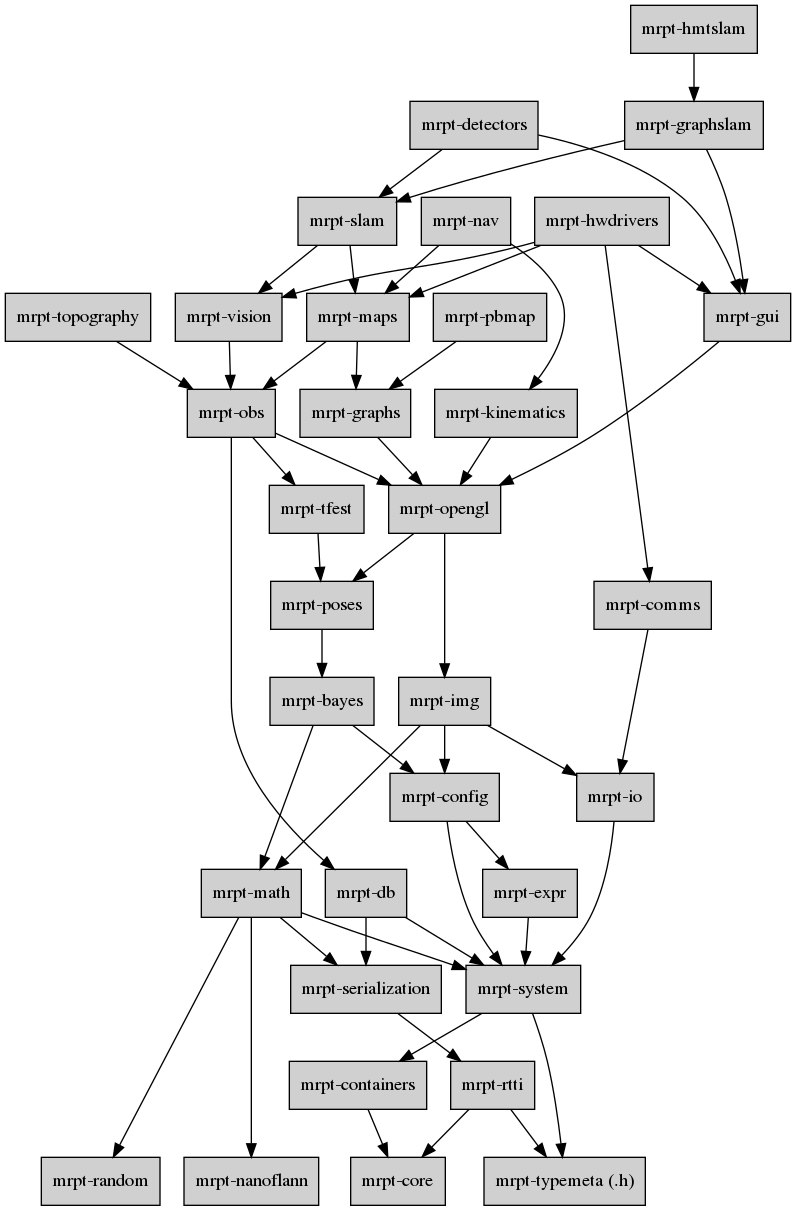 mrpt-hmtslam
mrpt-detectors
mrpt-graphslam
mrpt-slam
mrpt-nav
mrpt-hwdrivers
mrpt-topography
mrpt-vision
mrpt-maps
mrpt-pbmap
mrpt-gui
mrpt-obs
mrpt-graphs
mrpt-kinematics
mrpt-tfest
mrpt-opengl
mrpt-poses
mrpt-comms
mrpt-bayes
mrpt-img
mrpt-config
mrpt-io
mrpt-math
mrpt-db
mrpt-expr
mrpt-serialization
mrpt-system
mrpt-containers
mrpt-rtti
mrpt-random
mrpt-nanoflann
mrpt-core
mrpt-typemeta (.h)